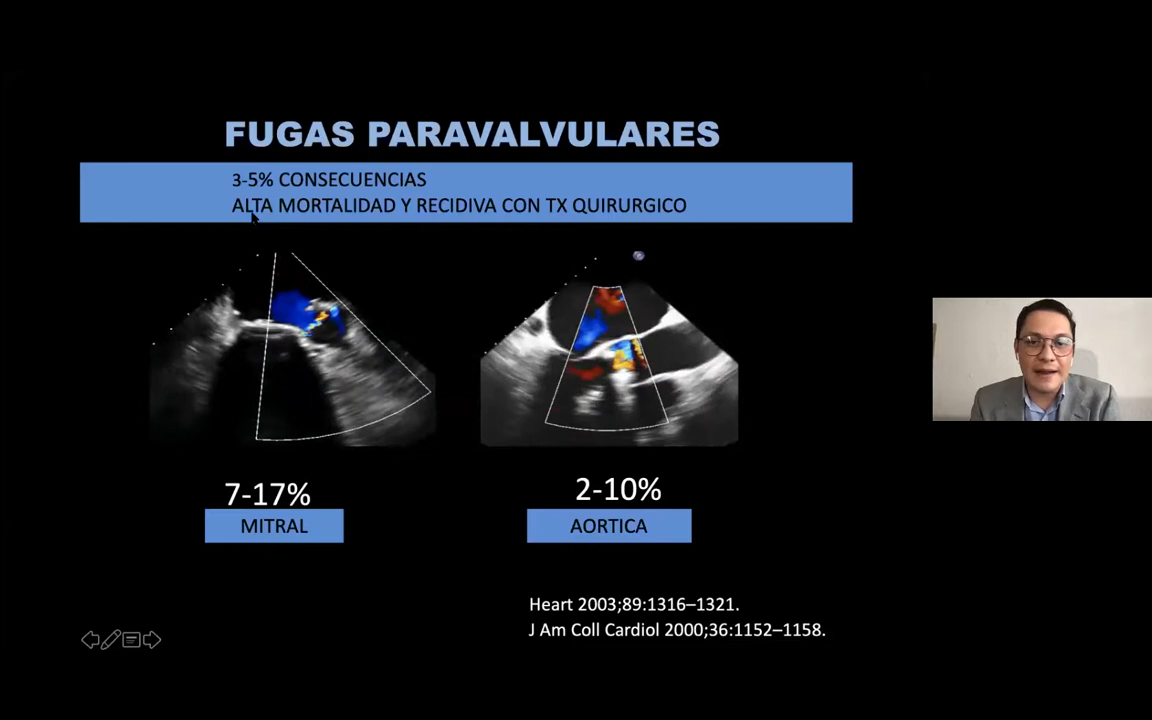 FUGAS PARAVALVULARES
3-5% CONSECUENCIAS
ALTA MORTALIDAD Y RECIDIVA CON TX QUIRURGICO
7-17%
MITRAL
2-10%
AORTICA
Heart 2003;89:1316–1321.
J Am Coll Cardiol 2000;36:1152–1158.